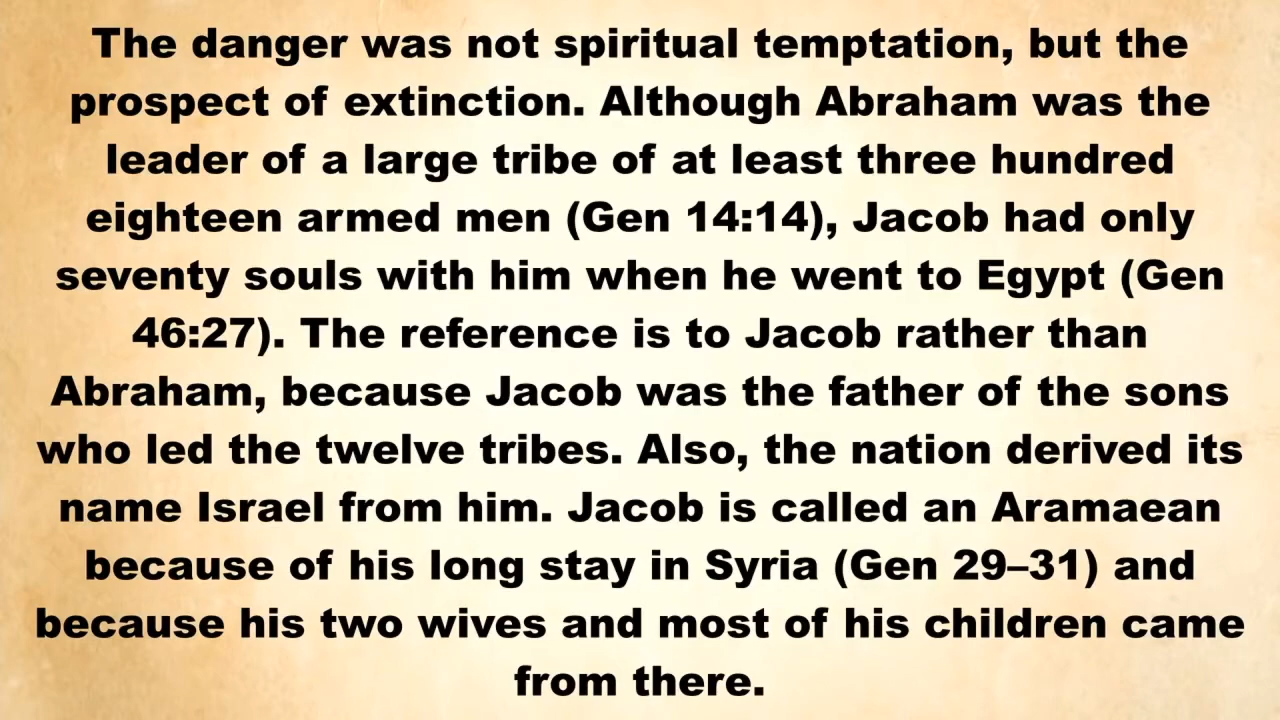 The danger was not spiritual temptation, but the
prospect of extinction. Although Abraham was the
leader of a large tribe of at least three hundred
eighteen armed men (Gen 14:14), Jacob had only
seventy souls with him when he went to Egypt (Gen
46:27). The reference is to Jacob rather than
Abraham, because Jacob was the father of the sons
who led the twelve tribes. Also, the nation derived its
name Israel from him. Jacob is called an Aramaean
because of his long stay in Syria (Gen 29–31) and
because his two wives and most of his children came
from there.